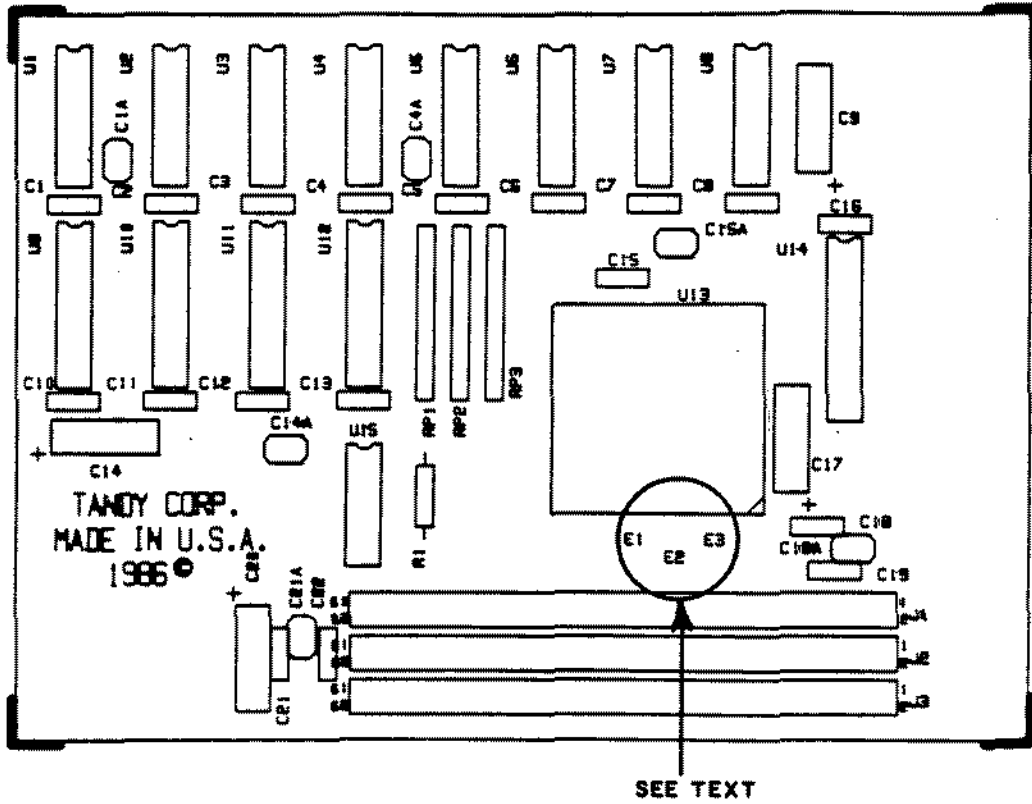 U1 U2 U3 U4 U5 U6 U7 U8
C1A C4A C9
C1 C3 C4 C6 C7 C8
C16
U9 U10 U11 U12 C15A U14
C15
U13
C10 C11 C12 C13
RP1 RP2 RP3
C14A U15
C14 C17
TANDY CORP.
MADE IN U.S.A.
1986 ©
R1
E1 E2 E3
C18
C18A
C19
C21A C22
J1
J2
J3
C21
SEE TEXT